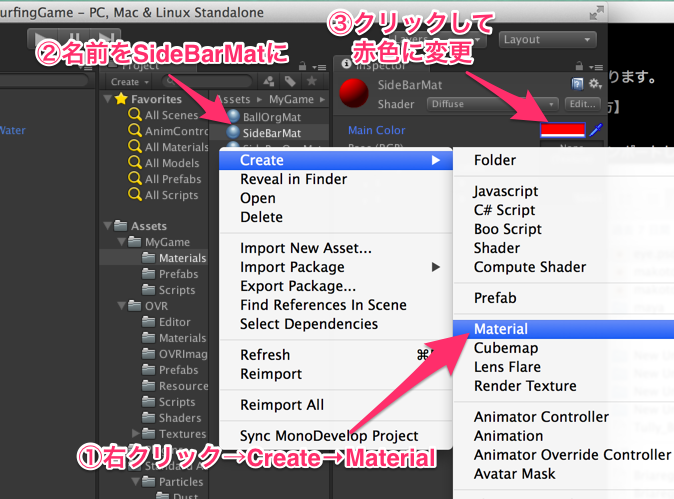 urfingGame – PC, Mac & Linux Standalone
③クリックして
赤色に変更
②名前をSideBarMatに
Layers
Layout
Project
Inspector
Create
Favorites
All Scenes
AnimContro
All Materials
All Models
All Prefabs
All Scripts
Assets
MyGame
Materials
Prefabs
Scripts
OVR
Editor
Materials
OVRImag
Prefabs
Resource
Scripts
Shaders
Textures
Standard A
Particles
Dust
Water
Assets ▸ MyGame ▸
BallOrgMat
SideBarMat
SideBarMat
Shader Diffuse Edit...
Main Color
Base (RGB)
None
ります。
方】
Create
Reveal in Finder
Open
Delete
Import New Asset...
Import Package
Export Package...
Find References In Scene
Select Dependencies
Refresh
Reimport
Reimport All
Sync MonoDevelop Project
Folder
Javascript
C# Script
Boo Script
Shader
Compute Shader
Prefab
Material
Cubemap
Lens Flare
Render Texture
Animator Controller
Animation
Animator Override Controller
Avatar Mask
①右クリック→Create→Material